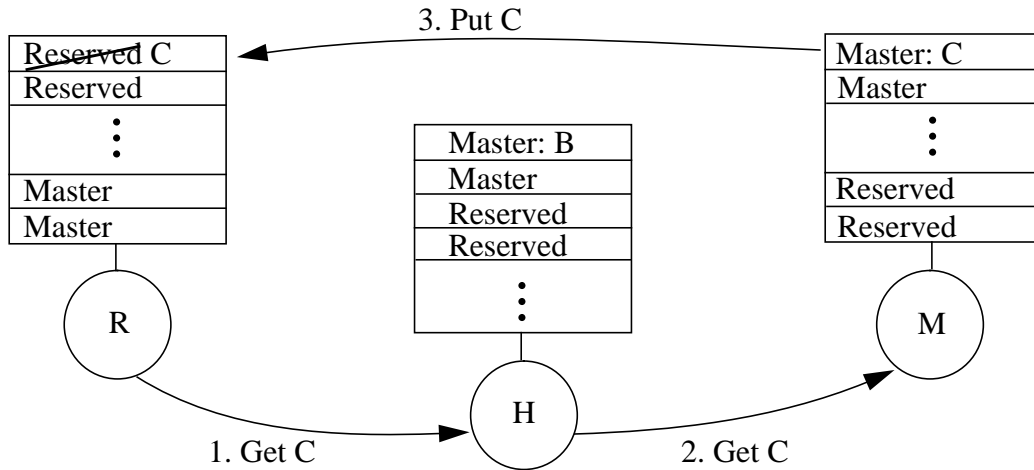 3. Put C
Reserved C
Reserved
Master
Master
Master: B
Master
Reserved
Reserved
Master: C
Master
Reserved
Reserved
R
H
M
1. Get C
2. Get C